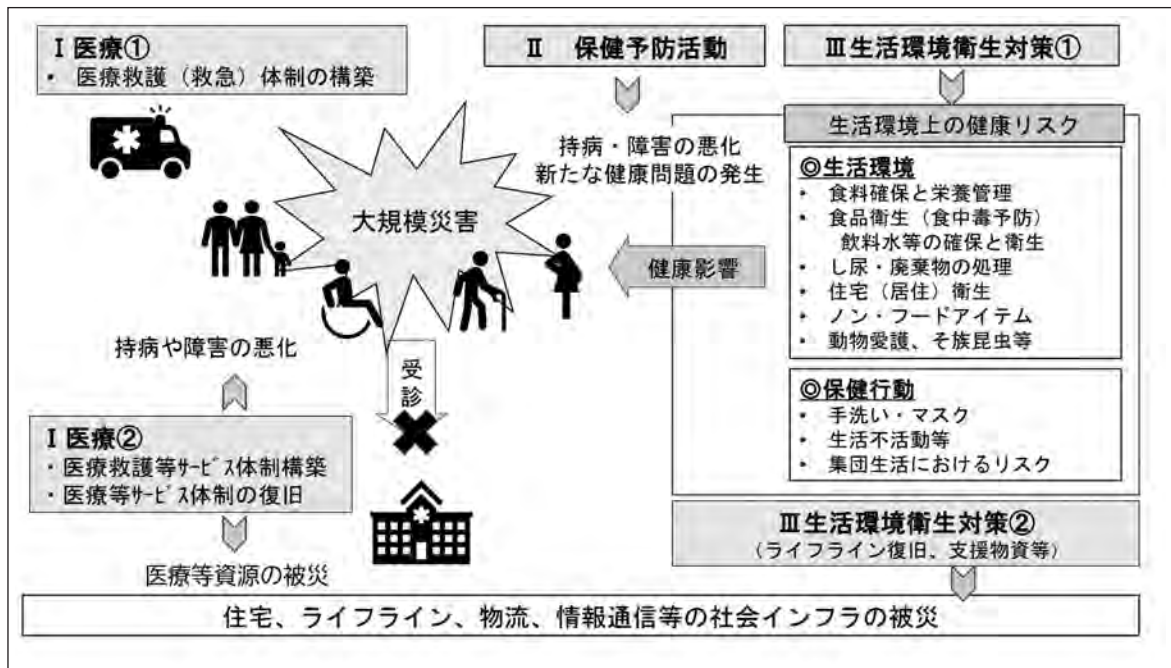 Ⅰ医療①
・ 医療救護（救急）体制の構築
Ⅱ 保健予防活動
Ⅲ生活環境衛生対策①
大規模災害
持病・障害の悪化
新たな健康問題の発生
健康影響
生活環境上の健康リスク
◎生活環境
・ 食料確保と栄養管理
・ 食品衛生（食中毒予防）
飲料水等の確保と衛生
・ し尿・廃棄物の処理
・ 住宅（居住）衛生
・ ノン・フードアイテム
・ 動物愛護、そ族昆虫等
◎保健行動
・ 手洗い・マスク
・ 生活不活動等
・ 集団生活におけるリスク
持病や障害の悪化
受診
Ⅰ医療②
・医療救護等ｻｰﾋﾞｽ体制構築
・医療等ｻｰﾋﾞｽ体制の復旧
医療等資源の被災
Ⅲ生活環境衛生対策②
（ライフライン復旧、支援物資等）
住宅、ライフライン、物流、情報通信等の社会インフラの被災